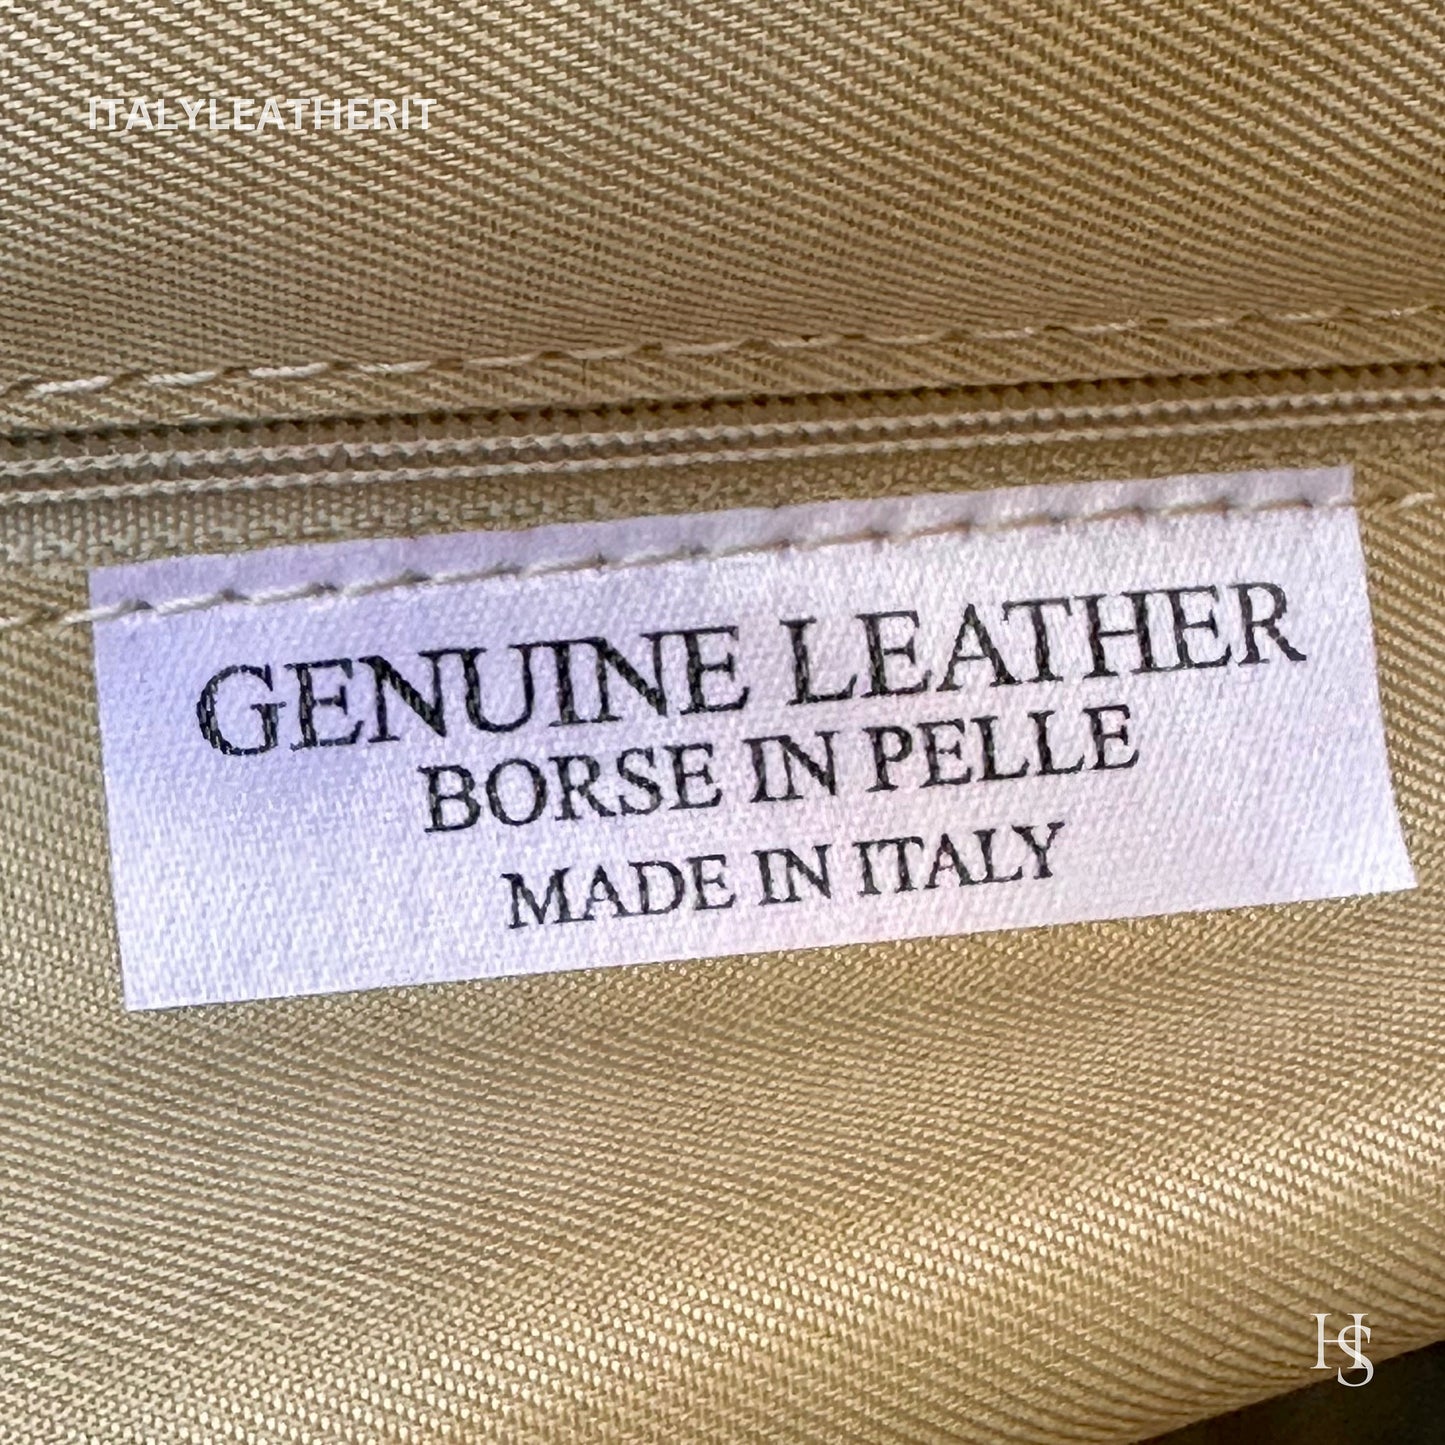 ITALYLEATHERIT
GENUINE LEATHER
BORSE IN PELLE
MADE IN ITALY
HS